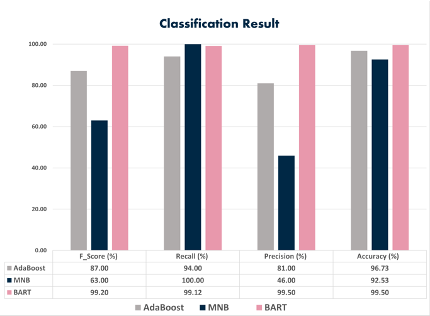 Classification Result
100.00
80.00
60.00
40.00
20.00
0.00
F_Score (%) Recall (%) Precision (%) Accuracy (%)
AdaBoost 87.00 94.00 81.00 96.73
MNB 63.00 100.00 46.00 92.53
BART 99.20 99.12 99.50 99.50
AdaBoost MNB BART